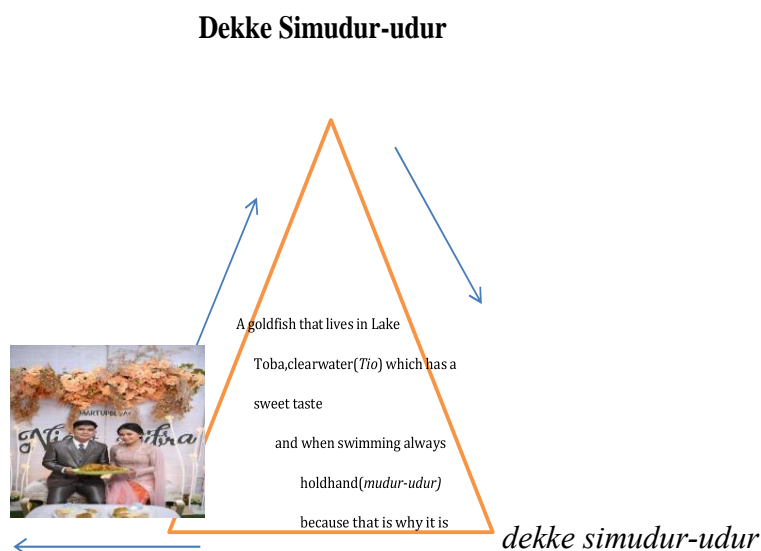 Dekke Simudur-udur
A goldfish that lives in Lake
Toba,clearwater(Tio) which has a
sweet taste
MARTUPOL
and when swimming always
holdhand(mudur-udur)
because that is why it is
dekke simudur-udur